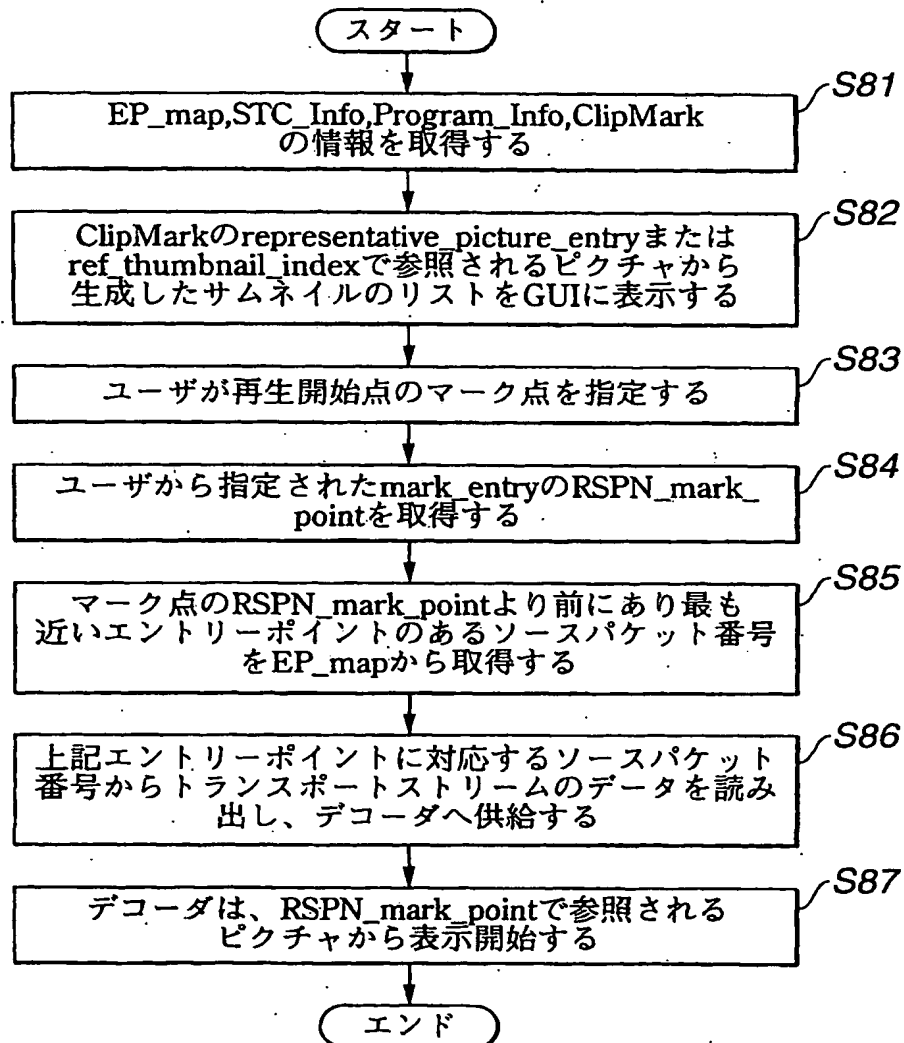 スタート
S81
EP_map,STC_Info,Program_Info,ClipMark
の情報を取得する
S82
ClipMarkのrepresentative_picture_entryまたは
ref_thumbnail_indexで参照されるピクチャから
生成したサムネイルのリストをGUIに表示する
S83
ユーザが再生開始点のマーク点を指定する
S84
ユーザから指定されたmark_entryのRSPN_mark_
pointを取得する
S85
マーク点のRSPN_mark_pointより前にあり最も
近いエントリーポイントのあるソースパケット番号
をEP_mapから取得する
S86
上記エントリーポイントに対応するソースパケット
番号からトランスポートストリームのデータを読み
出し、デコーダへ供給する
S87
デコーダは、RSPN_mark_pointで参照される
ピクチャから表示開始する
エンド